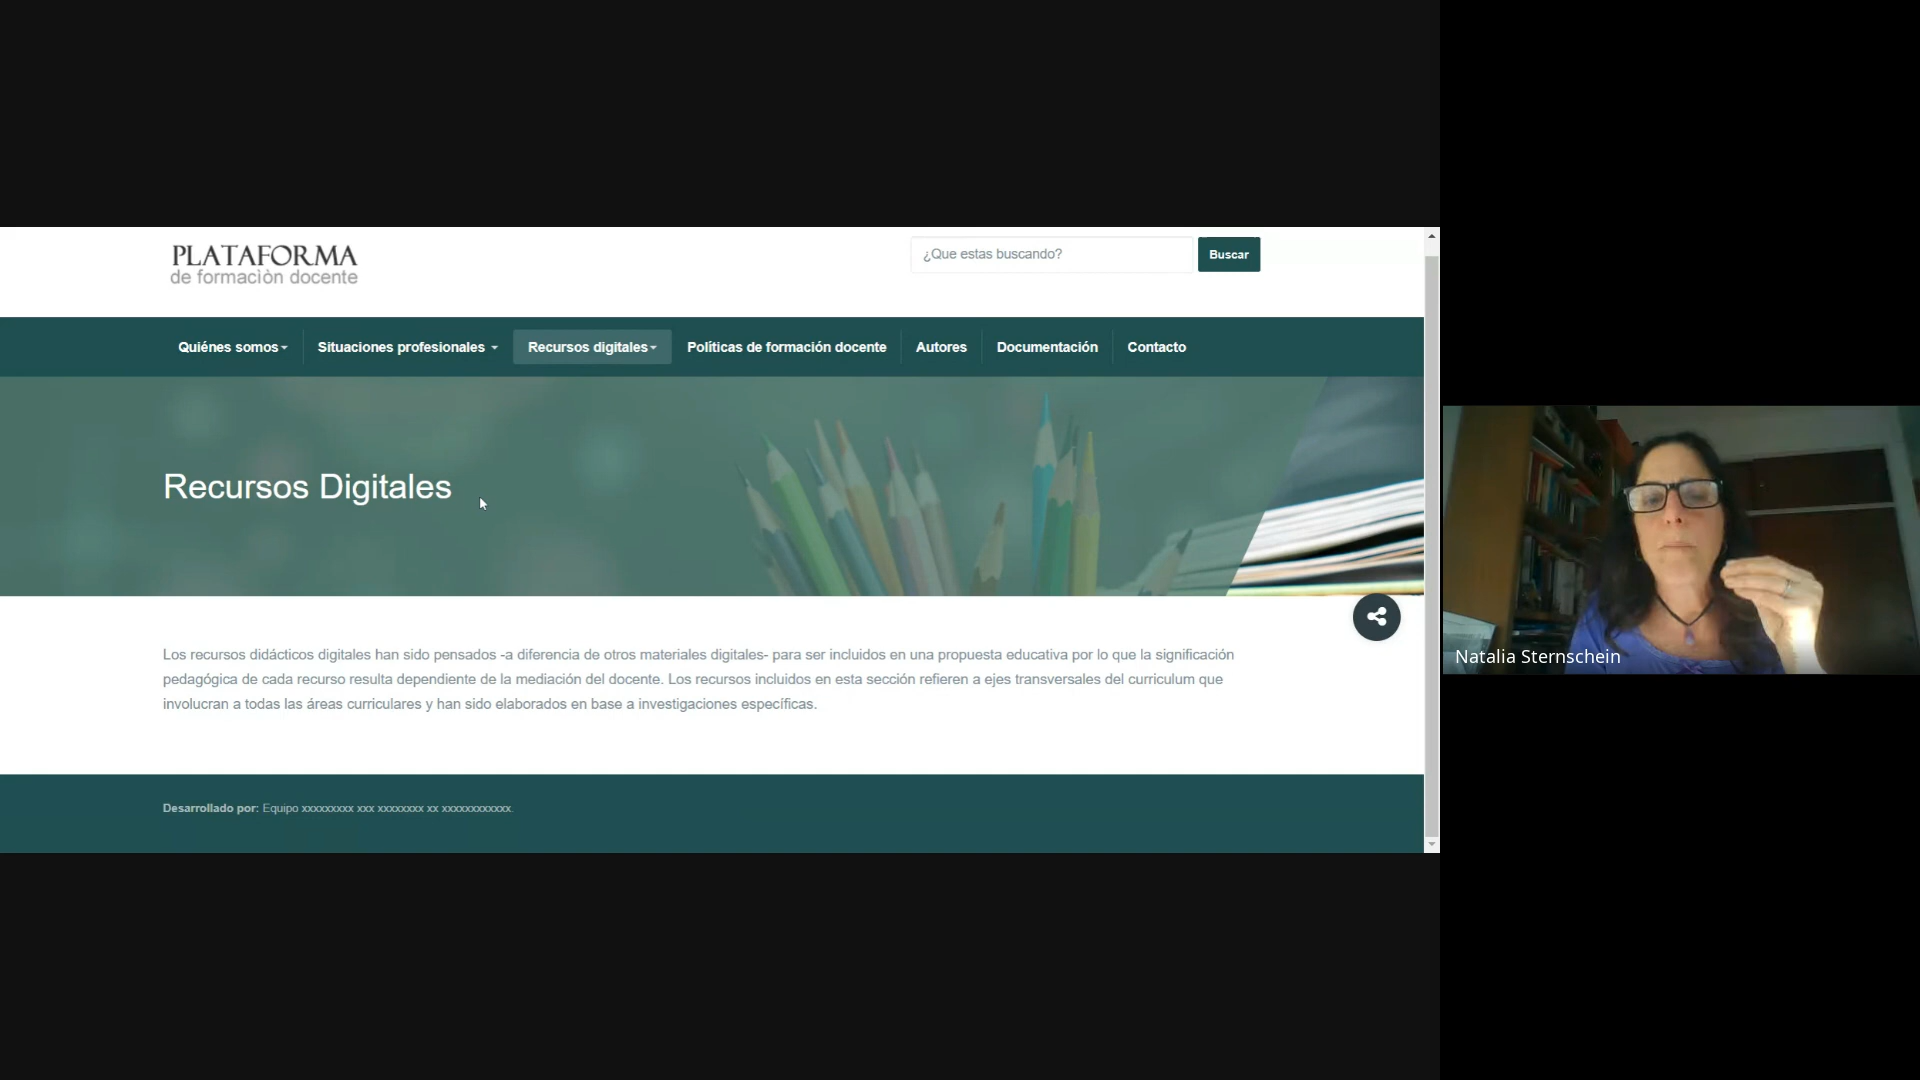 PLATAFORMA
de formaciòn docente
¿Que estas buscando?
Buscar
Quiénes somos
Situaciones profesionales
Recursos digitales
Políticas de formación docente
Autores
Documentación
Contacto
Recursos Digitales
Los recursos didácticos digitales han sido pensados -a diferencia de otros materiales digitales- para ser incluidos en una propuesta educativa por lo que la significación
pedagógica de cada recurso resulta dependiente de la mediación del docente. Los recursos incluidos en esta sección refieren a ejes transversales del curriculum que
involucran a todas las áreas curriculares y han sido elaborados en base a investigaciones específicas.
Desarrollado por: Equipo xxxxxxxxx xxx xxxxxxxx xx xxxxxxxxxxxx.
Natalia Sternschein